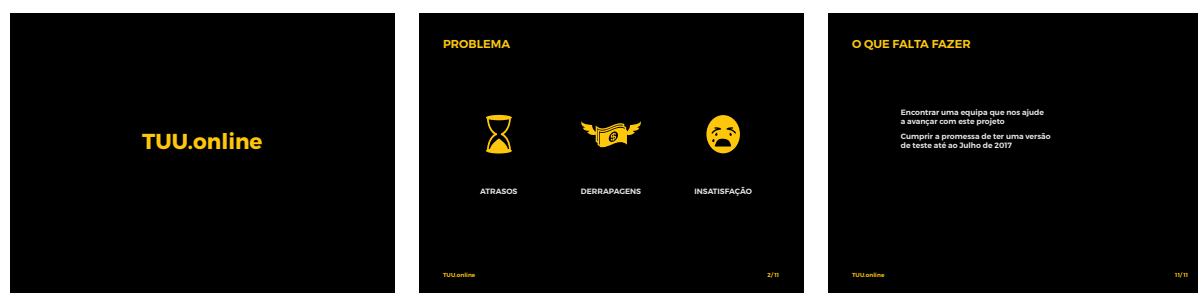 TUU.online
PROBLEMA
ATRASOS
DERRAPAGENS
INSATISFAÇÃO
TUU.online
2/11
O QUE FALTA FAZER
Encontrar uma equipa que nos ajude
a avançar com este projeto
Cumprir a promessa de ter uma versão
de teste até ao Julho de 2017
TUU.online
11/11